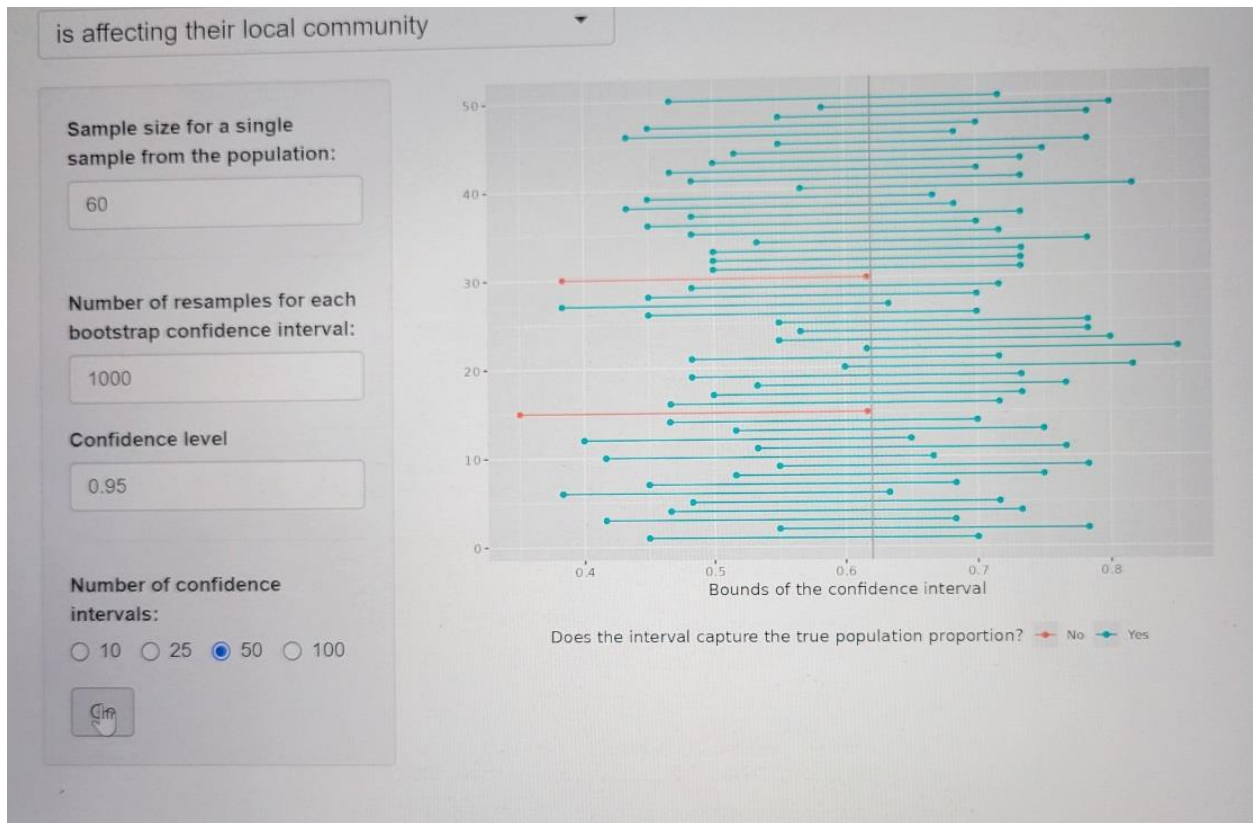 is affecting their local community
Sample size for a single
sample from the population:
60
Number of resamples for each
bootstrap confidence interval:
1000
Confidence level
0.95
Number of confidence
intervals:
10 25 50 100
50
40
30
20
10
0
0.4 0.5 0.6 0.7 0.8
Bounds of the confidence interval
Does the interval capture the true population proportion? No Yes